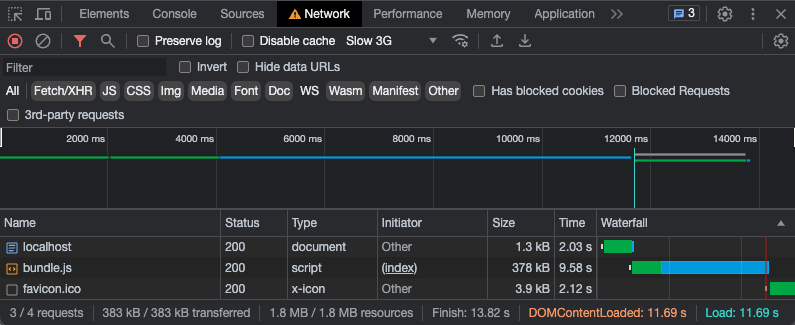 Elements Console Sources Network Performance Memory Application 3
Preserve log Disable cache Slow 3G
Filter Invert Hide data URLs
All Fetch/XHR JS CSS Img Media Font Doc WS Wasm Manifest Other Has blocked cookies Blocked Requests
3rd-party requests
2000 ms 4000 ms 6000 ms 8000 ms 10000 ms 12000 ms 14000 ms
Name Status Type Initiator Size Time Waterfall
localhost 200 document Other 1.3 kB 2.03 s
bundle.js 200 script (index) 378 kB 9.58 s
favicon.ico 200 x-icon Other 3.9 kB 2.12 s
3 / 4 requests 383 kB / 383 kB transferred 1.8 MB / 1.8 MB resources Finish: 13.82 s DOMContentLoaded: 11.69 s Load: 11.69 s